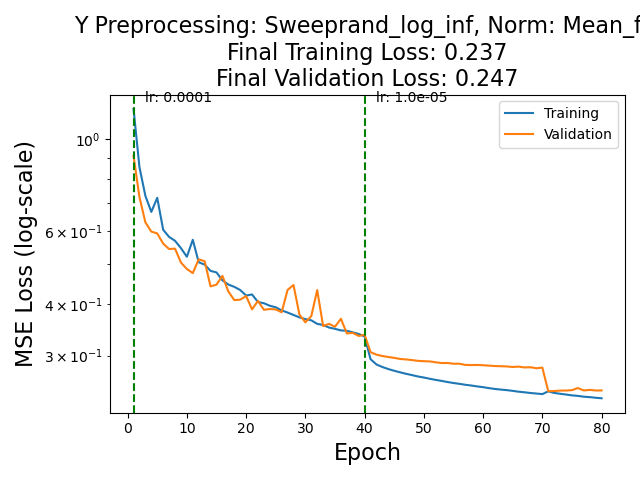 Y Preprocessing: Sweeprand_log_inf, Norm: Mean_f
Final Training Loss: 0.237
Final Validation Loss: 0.247
lr: 0.0001
lr: 1.0e-05
Training
Validation
MSE Loss (log-scale)
10⁰
6 × 10⁻¹
4 × 10⁻¹
3 × 10⁻¹
0 10 20 30 40 50 60 70 80
Epoch